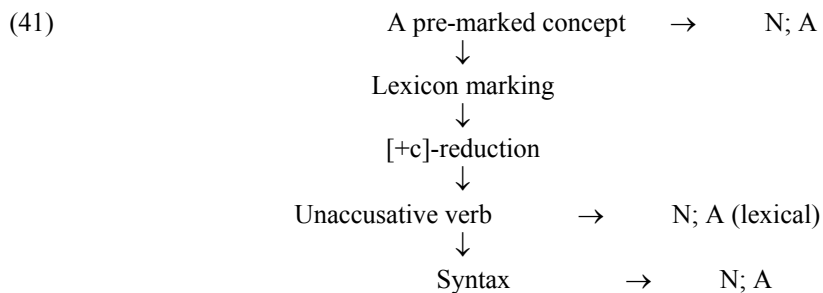 (41) A pre-marked concept → N; A
↓
Lexicon marking
↓
[+c]-reduction
↓
Unaccusative verb → N; A (lexical)
↓
Syntax → N; A